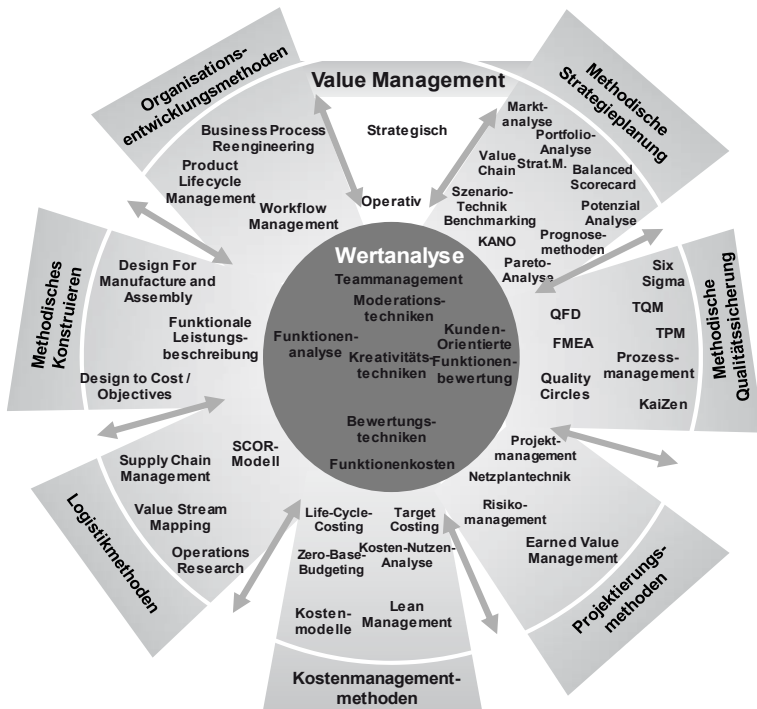 Value Management
Strategisch
Operativ
Organisations-
entwicklungsmethoden
Business Process
Reengineering
Product
Lifecycle
Management
Workflow
Management
Methodische
Strategieplanung
Markt-
analyse
Portfolio-
Analyse
Strat.M.
Value
Chain
Balanced
Scorecard
Szenario-
Technik
Benchmarking
Potenzial
Analyse
KANO
Prognose-
methoden
Pareto-
Analyse
Methodische
Qualitätssicherung
Six
Sigma
QFD
TQM
FMEA
TPM
Prozess-
management
Quality
Circles
KaiZen
Projektierungs-
methoden
Projekt-
management
Netzplantechnik
Risiko-
management
Earned Value
Management
Kostenmanagement-
methoden
Life-Cycle-
Costing
Target
Costing
Zero-Base-
Budgeting
Kosten-Nutzen-
Analyse
Kosten-
modelle
Lean
Management
Logistikmethoden
SCOR-
Modell
Supply Chain
Management
Value Stream
Mapping
Operations
Research
Methodisches
Konstruieren
Design For
Manufacture and
Assembly
Funktionale
Leistungs-
beschreibung
Design to Cost /
Objectives
Wertanalyse
Teammanagement
Moderations-
techniken
Funktionen-
analyse
Kunden-
Orientierte
Funktionen-
bewertung
Kreativitäts-
techniken
Bewertungs-
techniken
Funktionenkosten